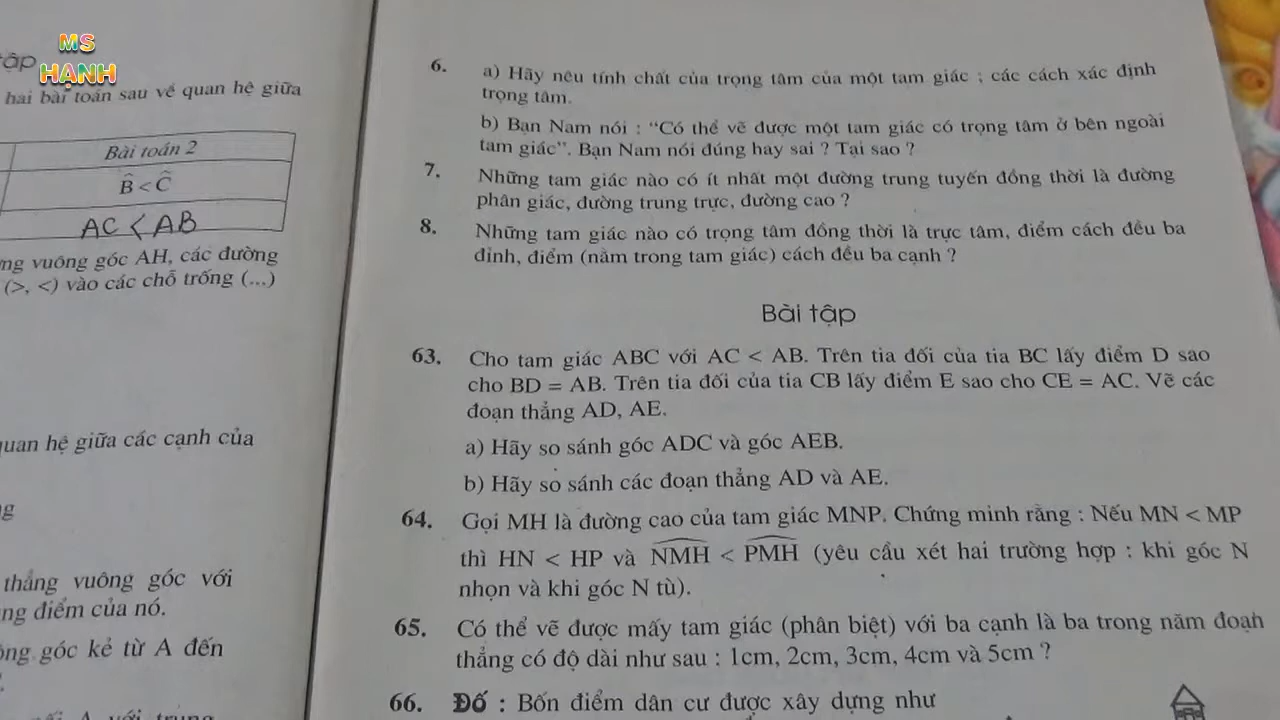 MS
HẠNH
tập
hai bài toán sau về quan hệ giữa
Bài toán 2
B̂ < Ĉ
AC < AB
vuông góc AH, các đường
(>, <) vào các chỗ trống (...)
quan hệ giữa các cạnh của
thẳng vuông góc với
điểm của nó.
góc kẻ từ A đến
6. a) Hãy nêu tính chất của trọng tâm của một tam giác ; các cách xác định
trọng tâm.
b) Bạn Nam nói : “Có thể vẽ được một tam giác có trọng tâm ở bên ngoài
tam giác”. Bạn Nam nói đúng hay sai ? Tại sao ?
7. Những tam giác nào có ít nhất một đường trung tuyến đồng thời là đường
phân giác, đường trung trực, đường cao ?
8. Những tam giác nào có trọng tâm đồng thời là trực tâm, điểm cách đều ba
đỉnh, điểm (nằm trong tam giác) cách đều ba cạnh ?
Bài tập
63. Cho tam giác ABC với AC < AB. Trên tia đối của tia BC lấy điểm D sao
cho BD = AB. Trên tia đối của tia CB lấy điểm E sao cho CE = AC. Vẽ các
đoạn thẳng AD, AE.
a) Hãy so sánh góc ADC và góc AEB.
b) Hãy so sánh các đoạn thẳng AD và AE.
64. Gọi MH là đường cao của tam giác MNP. Chứng minh rằng : Nếu MN < MP
thì HN < HP và NMH < PMH (yêu cầu xét hai trường hợp : khi góc N
nhọn và khi góc N tù).
65. Có thể vẽ được mấy tam giác (phân biệt) với ba cạnh là ba trong năm đoạn
thẳng có độ dài như sau : 1cm, 2cm, 3cm, 4cm và 5cm ?
66. Đố : Bốn điểm dân cư được xây dựng như